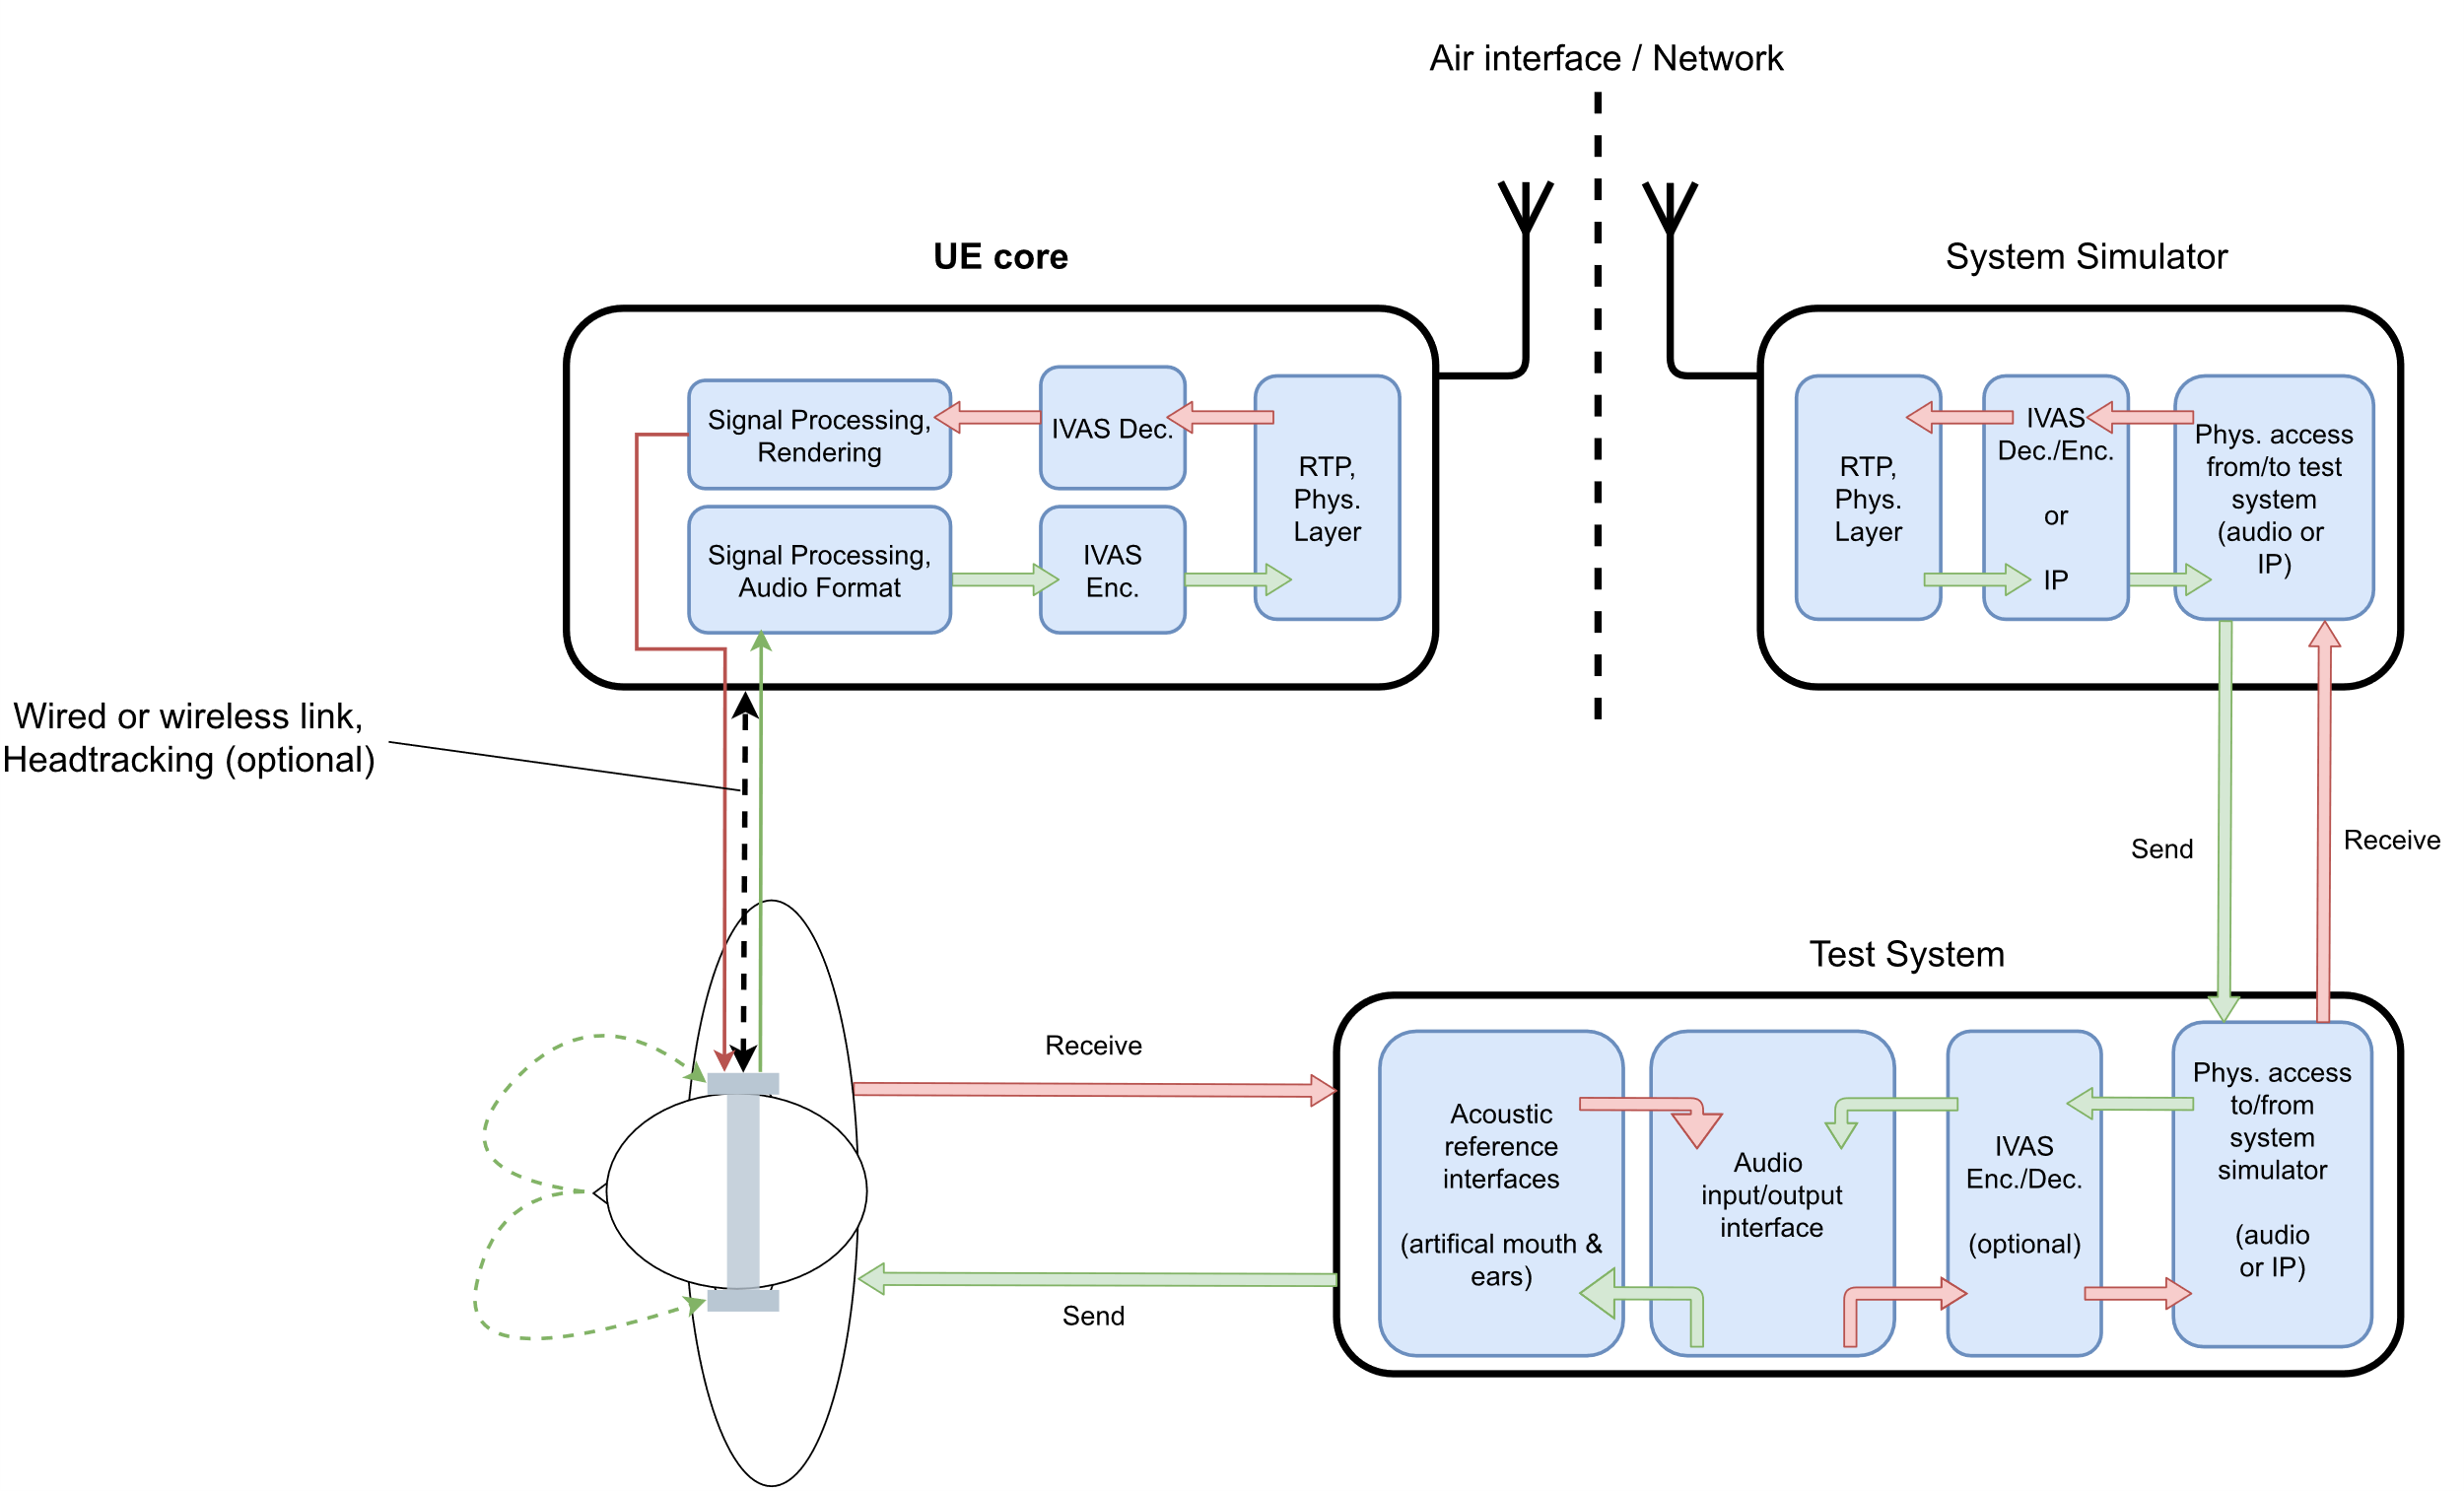 Air interface / Network
UE core
System Simulator
Signal Processing,
Rendering
IVAS Dec.
RTP,
Phys.
Layer
Signal Processing,
Audio Format
IVAS
Enc.
RTP,
Phys.
Layer
IVAS
Dec./Enc.
or
IP
Phys. access
from/to test
system
(audio or
IP)
Wired or wireless link,
Headtracking (optional)
Send
Receive
Test System
Receive
Send
Acoustic
reference
interfaces
(artifical mouth &
ears)
Audio
input/output
interface
IVAS
Enc./Dec.
(optional)
Phys. access
to/from
system
simulator
(audio
or IP)